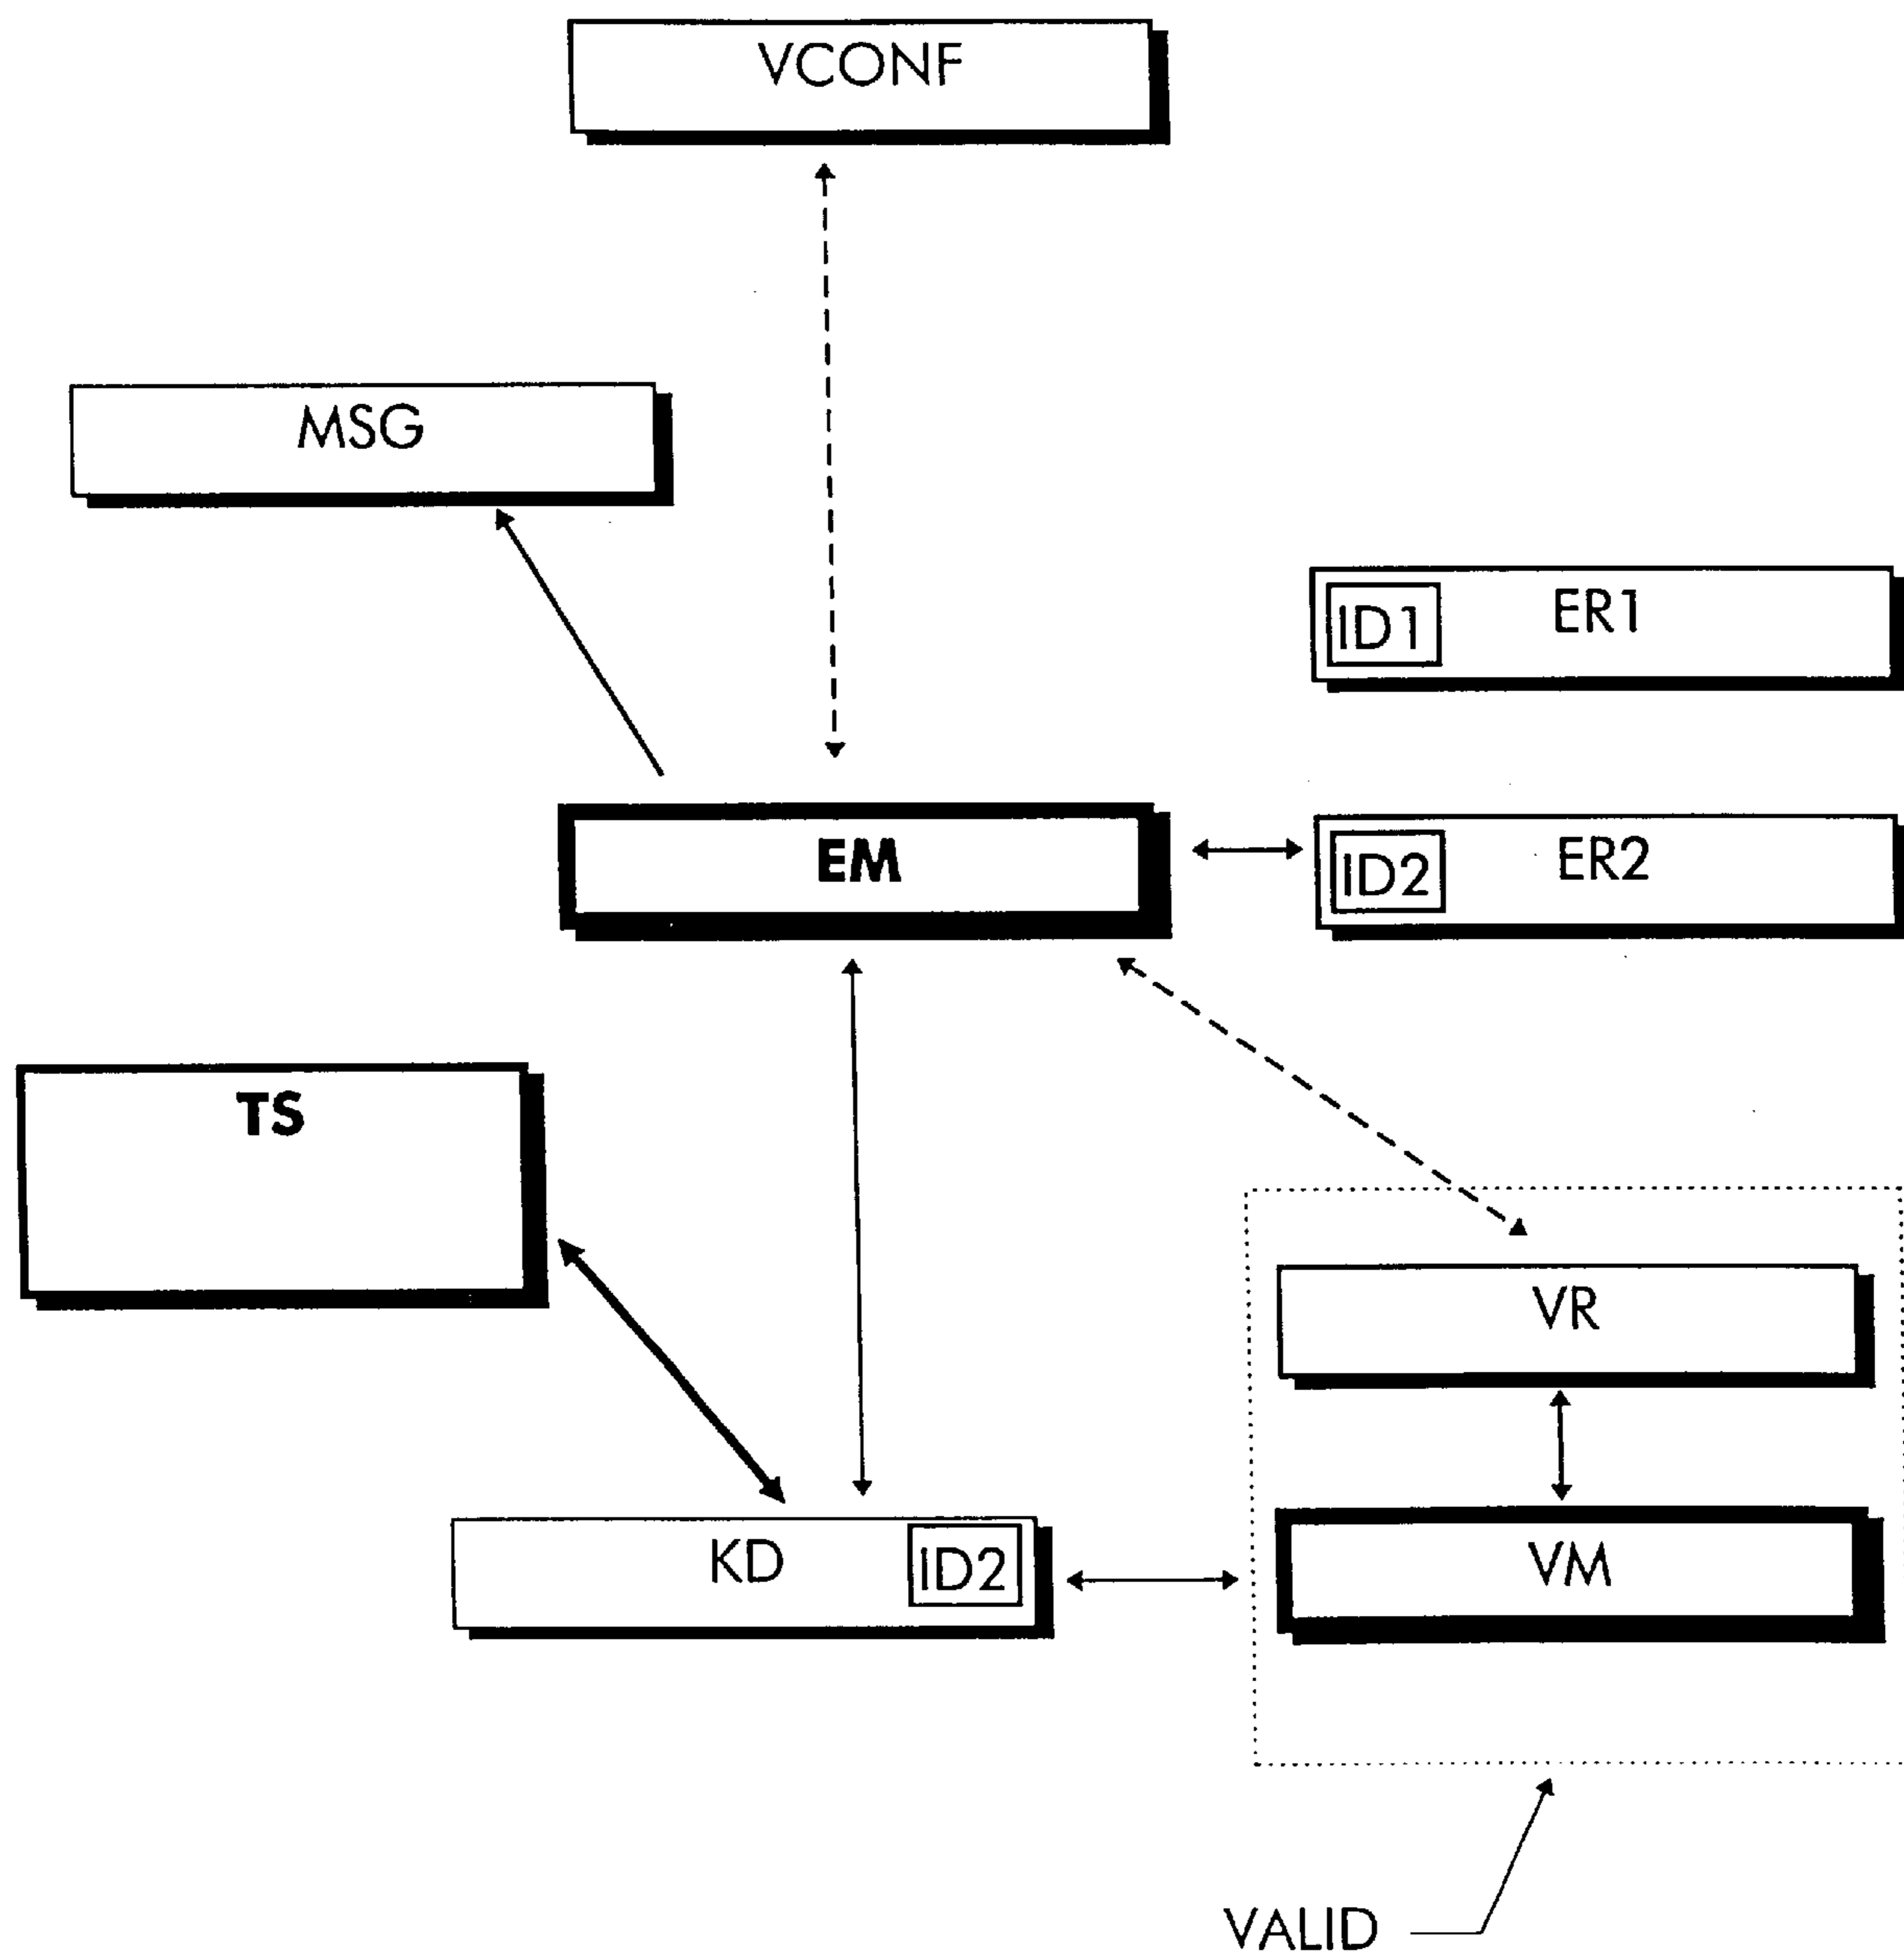 VCONF
MSG
ID1 ER1
EM
ID2 ER2
TS
VR
KD ID2
VM
VALID